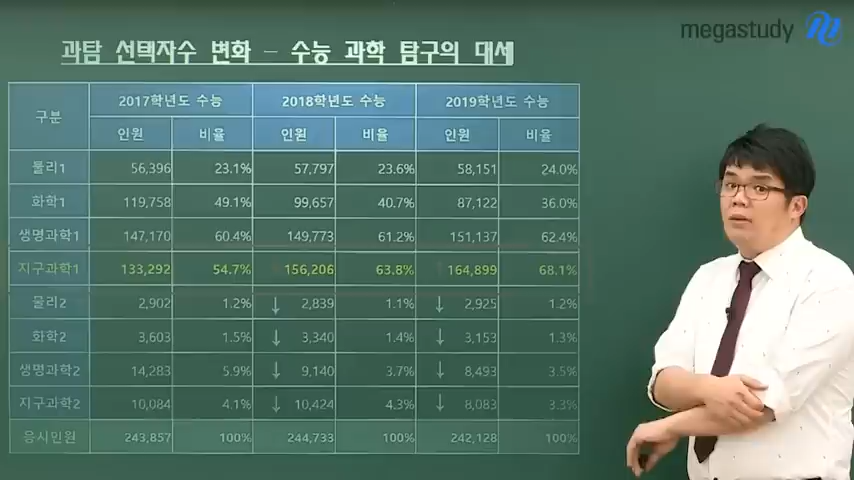 megastudy
과탐 선택자수 변화 - 수능 과학 탐구의 대세
구분 2017학년도 수능 2018학년도 수능 2019학년도 수능
인원 비율 인원 비율 인원 비율
물리1 56,396 23.1% 57,797 23.6% 58,151 24.0%
화학1 119,758 49.1% 99,657 40.7% 87,122 36.0%
생명과학1 147,170 60.4% 149,773 61.2% 151,137 62.4%
지구과학1 133,292 54.7% 156,206 63.8% 164,899 68.1%
물리2 2,902 1.2% ↓ 2,839 1.1% ↓ 2,925 1.2%
화학2 3,603 1.5% ↓ 3,340 1.4% ↓ 3,153 1.3%
생명과학2 14,283 5.9% ↓ 9,140 3.7% ↓ 8,493 3.5%
지구과학2 10,084 4.1% ↓ 10,424 4.3% ↓ 8,083 3.3%
응시인원 243,857 100% 244,733 100% 242,128 100%